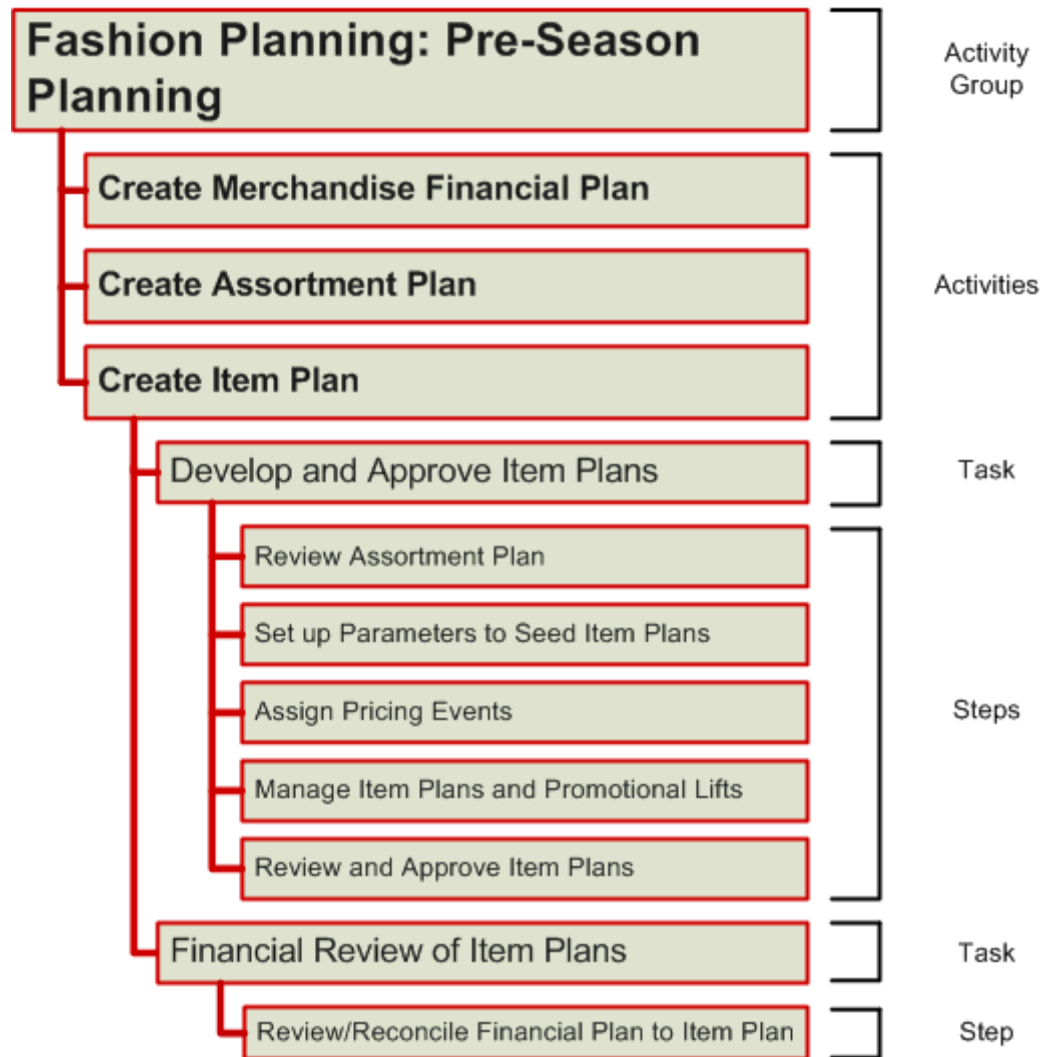 Fashion Planning: Pre-Season
Planning
Activity
Group
Create Merchandise Financial Plan
Create Assortment Plan
Activities
Create Item Plan
Develop and Approve Item Plans
Task
Review Assortment Plan
Set up Parameters to Seed Item Plans
Assign Pricing Events
Steps
Manage Item Plans and Promotional Lifts
Review and Approve Item Plans
Financial Review of Item Plans
Task
Review/Reconcile Financial Plan to Item Plan
Step